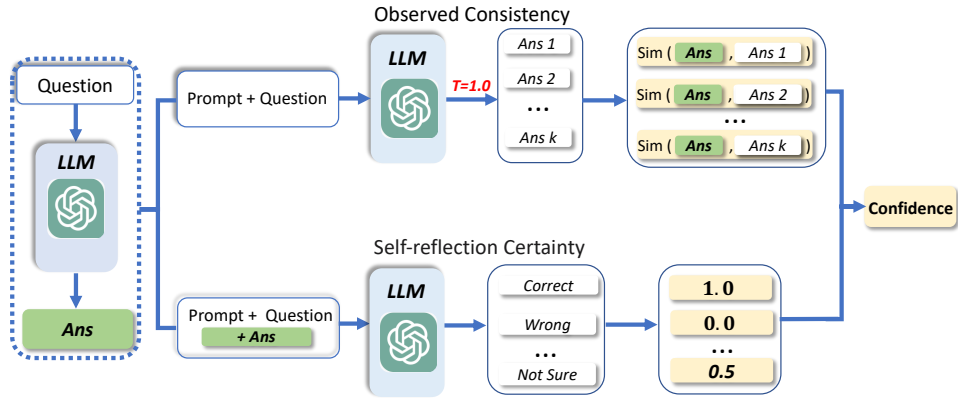 Observed Consistency
Question
LLM
Ans
Prompt + Question
LLM
T=1.0
Ans 1
Ans 2
...
Ans k
Sim ( Ans , Ans 1 )
Sim ( Ans , Ans 2 )
...
Sim ( Ans , Ans k )
Confidence
Self-reflection Certainty
Prompt + Question
+ Ans
LLM
Correct
Wrong
...
Not Sure
1.0
0.0
...
0.5